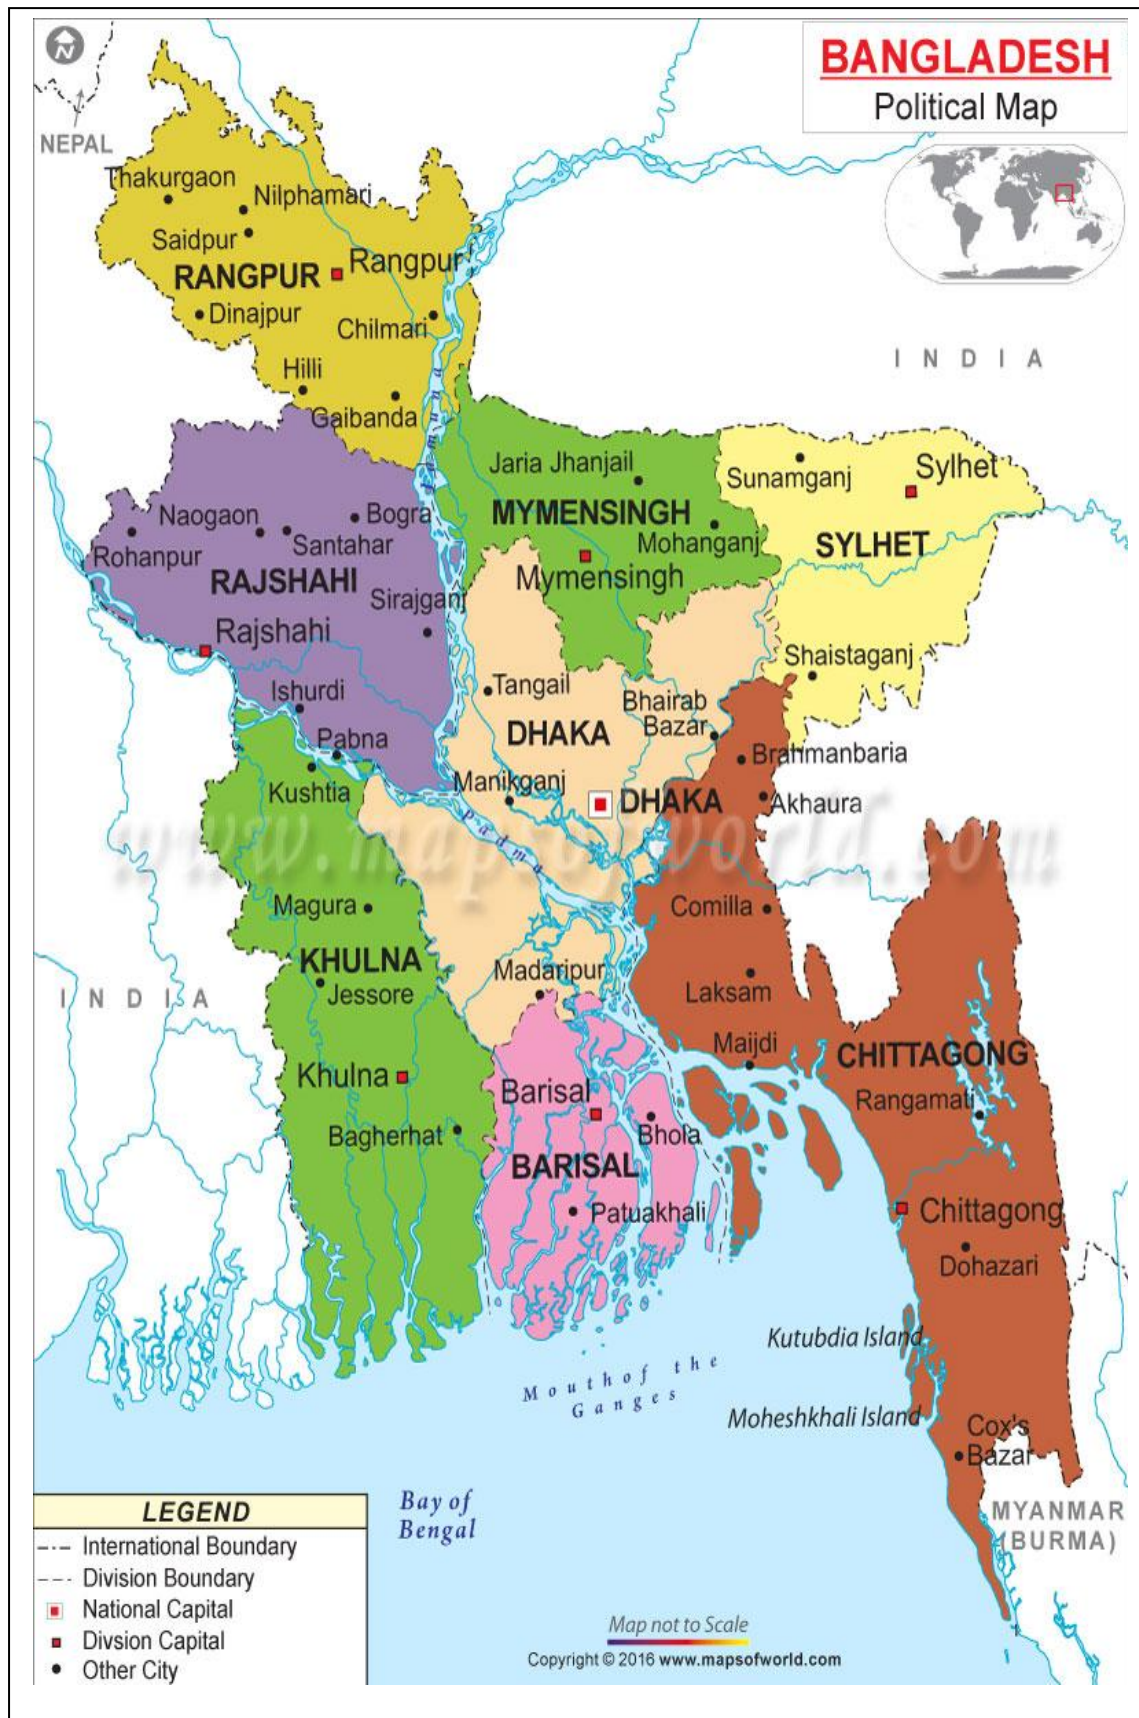 N
BANGLADESH
Political Map
NEPAL
Thakurgaon
Nilphamari
Saidpur
RANGPUR
Rangpur
Dinajpur
Chilmari
INDIA
Hilli
Gaibanda
Jamuna
Jaria Jhanjail
Sunamganj
Sylhet
MYMENSINGH
Naogaon
Bogra
Rohanpur
Santahar
Mohanganj
SYLHET
RAJSHAHI
Mymensingh
Sirajganj
Rajshahi
Shaistaganj
Ishurdi
Tangail
Bhairab
Bazar
DHAKA
Pabna
Brahmanbaria
Kushtia
Manikganj
DHAKA
Akhaura
Padma
www.mapsofworld.com
Magura
Comilla
KHULNA
Madaripur
INDIA
Jessore
Laksam
Maijdi
CHITTAGONG
Khulna
Barisal
Rangamati
Bagherhat
Bhola
BARISAL
Patuakhali
Chittagong
Dohazari
Kutubdia Island
Mouth of the
Ganges
Moheshkhali Island
Cox's
Bazar
Bay of
Bengal
MYANMAR
(BURMA)
LEGEND
International Boundary
Division Boundary
National Capital
Divsion Capital
Other City
Map not to Scale
Copyright © 2016 www.mapsofworld.com